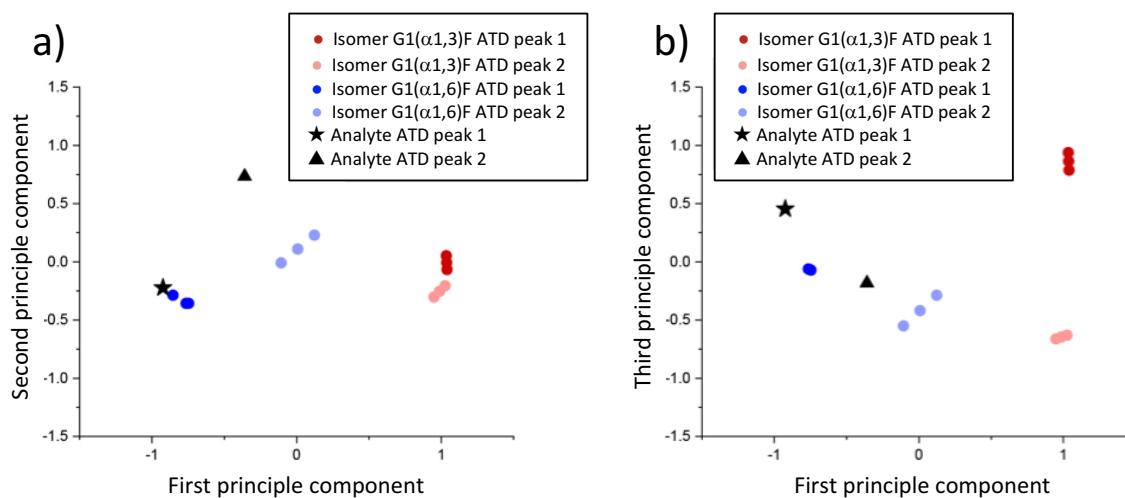 a)
Isomer G1(α1,3)F ATD peak 1
Isomer G1(α1,3)F ATD peak 2
Isomer G1(α1,6)F ATD peak 1
Isomer G1(α1,6)F ATD peak 2
Analyte ATD peak 1
Analyte ATD peak 2
1.5
1.0
0.5
0.0
-0.5
-1.0
-1.5
-1
0
1
Second principle component
First principle component
b)
Isomer G1(α1,3)F ATD peak 1
Isomer G1(α1,3)F ATD peak 2
Isomer G1(α1,6)F ATD peak 1
Isomer G1(α1,6)F ATD peak 2
Analyte ATD peak 1
Analyte ATD peak 2
1.5
1.0
0.5
0.0
-0.5
-1.0
-1.5
-1
0
1
Third principle component
First principle component